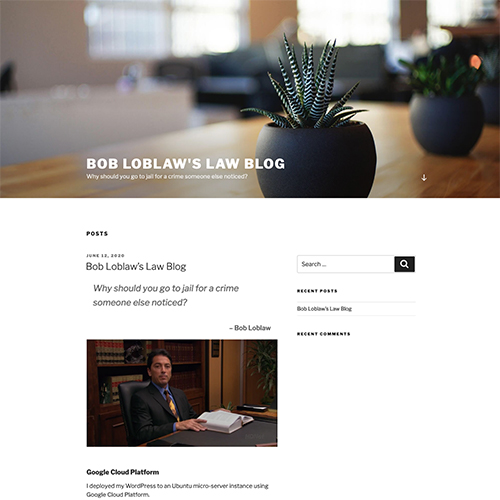 BOB LOBLAW'S LAW BLOG
Why should you go to jail for a crime someone else noticed?
POSTS
JUNE 12, 2020
Bob Loblaw's Law Blog
Why should you go to jail for a crime
someone else noticed?
– Bob Loblaw
Google Cloud Platform
I deployed my WordPress to an Ubuntu micro-server instance using
Google Cloud Platform.
Search ...
RECENT POSTS
Bob Loblaw's Law Blog
RECENT COMMENTS